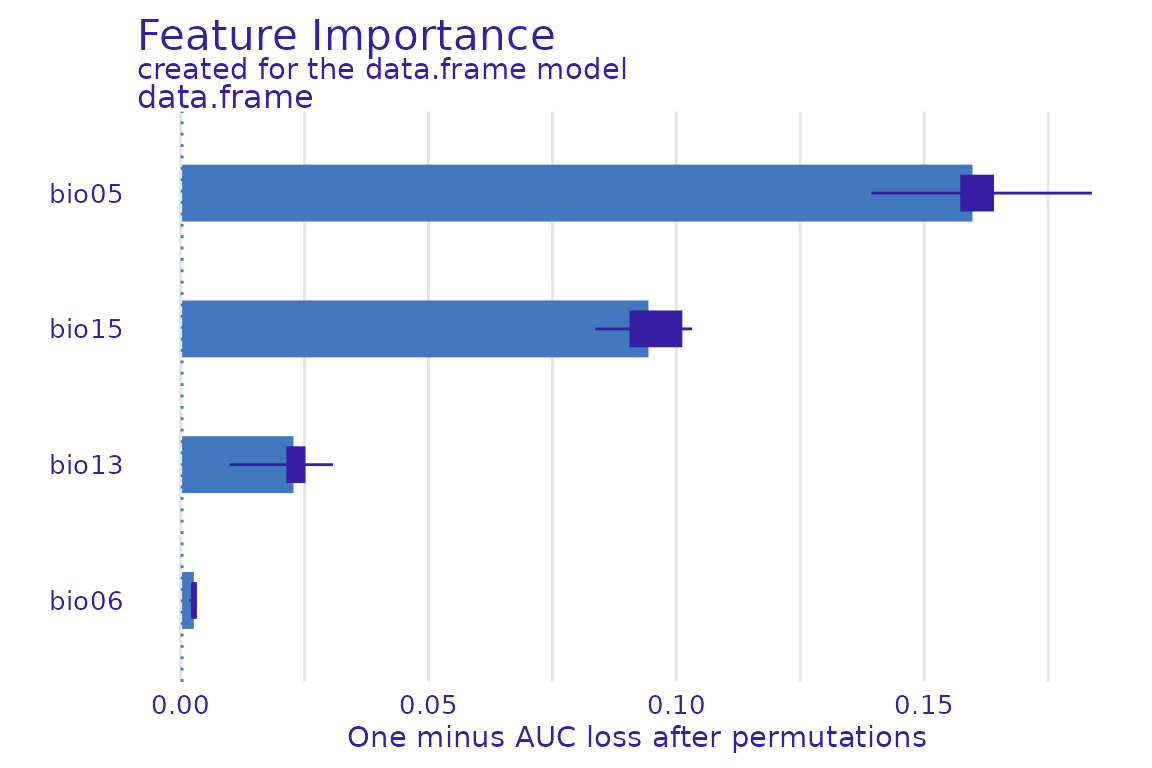 Feature Importance
created for the data.frame model
data.frame
bio05
bio15
bio13
bio06
0.00 0.05 0.10 0.15
One minus AUC loss after permutations